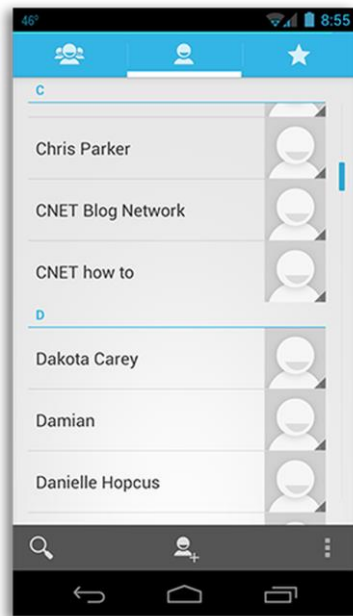 46°
8:55
C
Chris Parker
CNET Blog Network
CNET how to
D
Dakota Carey
Damian
Danielle Hopcus